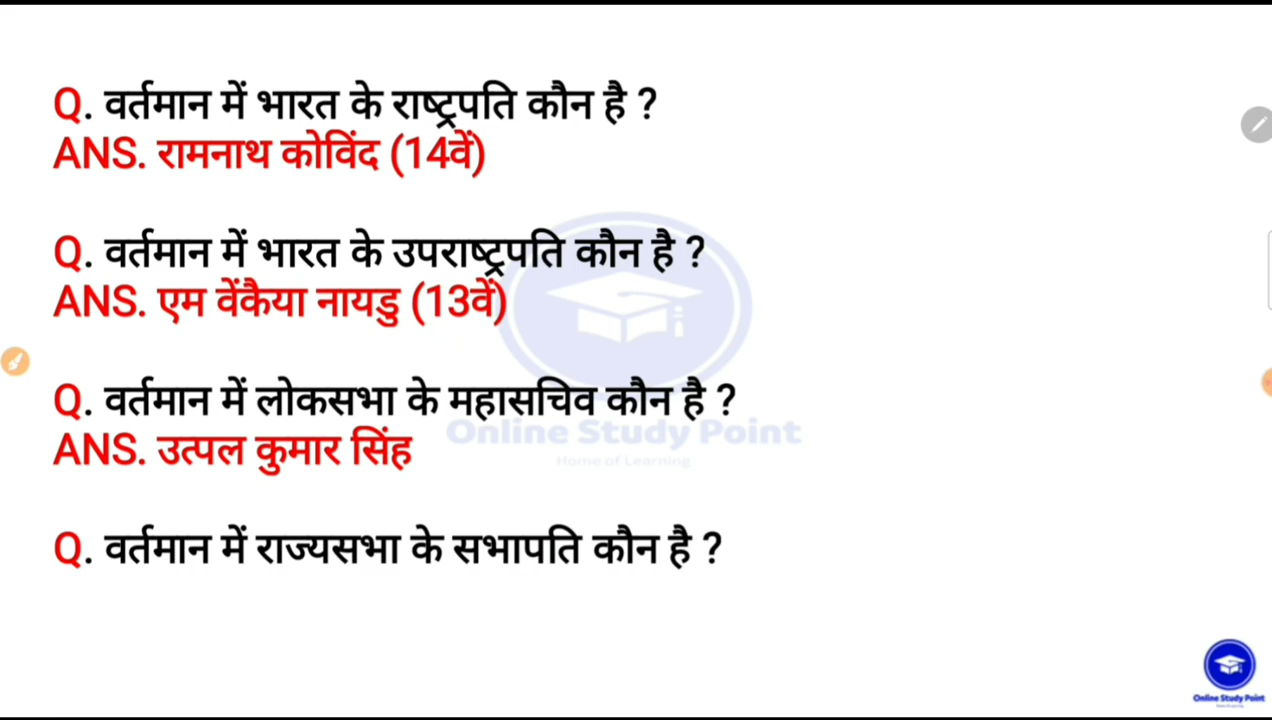 Q. वर्तमान में भारत के राष्ट्रपति कौन है ?
ANS. रामनाथ कोविंद (14वें)
Q. वर्तमान में भारत के उपराष्ट्रपति कौन है ?
ANS. एम वेंकैया नायडु (13वें)
Q. वर्तमान में लोकसभा के महासचिव कौन है ?
Online Study Point
ANS. उत्पल कुमार सिंह
Home of Learning
Q. वर्तमान में राज्यसभा के सभापति कौन है ?
Online Study Point